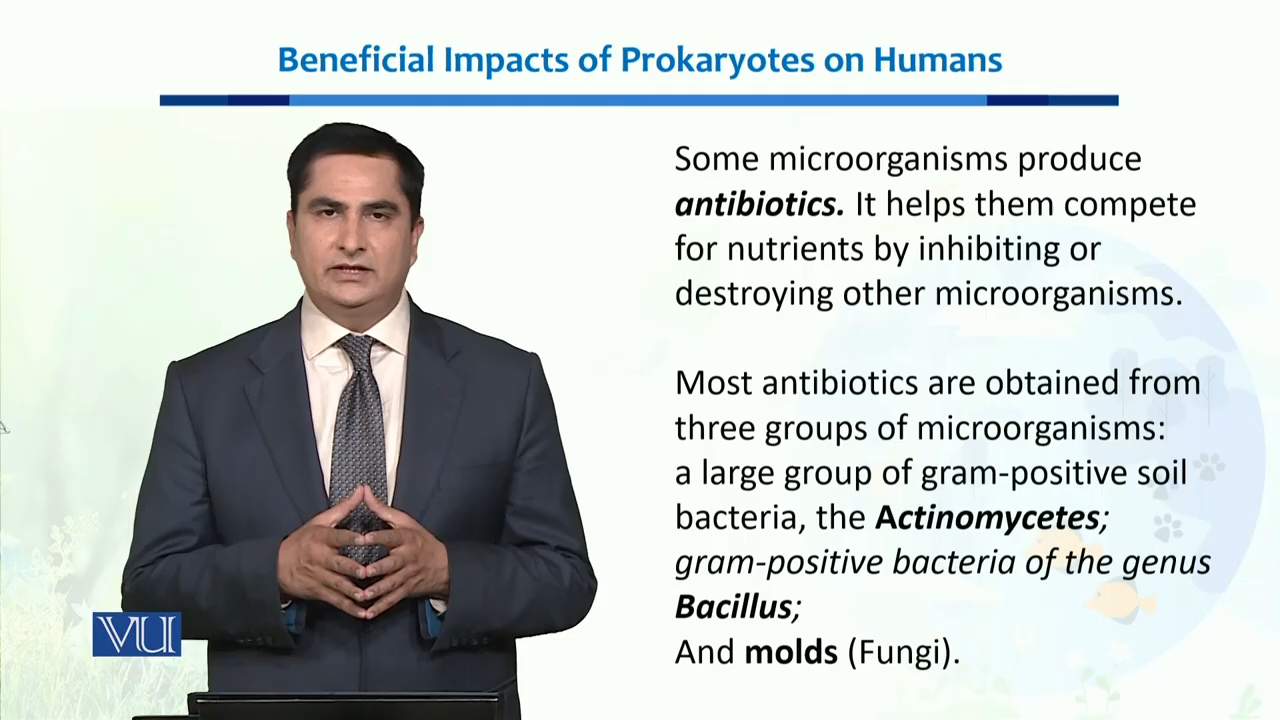 Beneficial Impacts of Prokaryotes on Humans
Some microorganisms produce
antibiotics. It helps them compete
for nutrients by inhibiting or
destroying other microorganisms.
Most antibiotics are obtained from
three groups of microorganisms:
a large group of gram-positive soil
bacteria, the Actinomycetes;
gram-positive bacteria of the genus
Bacillus;
And molds (Fungi).
VU